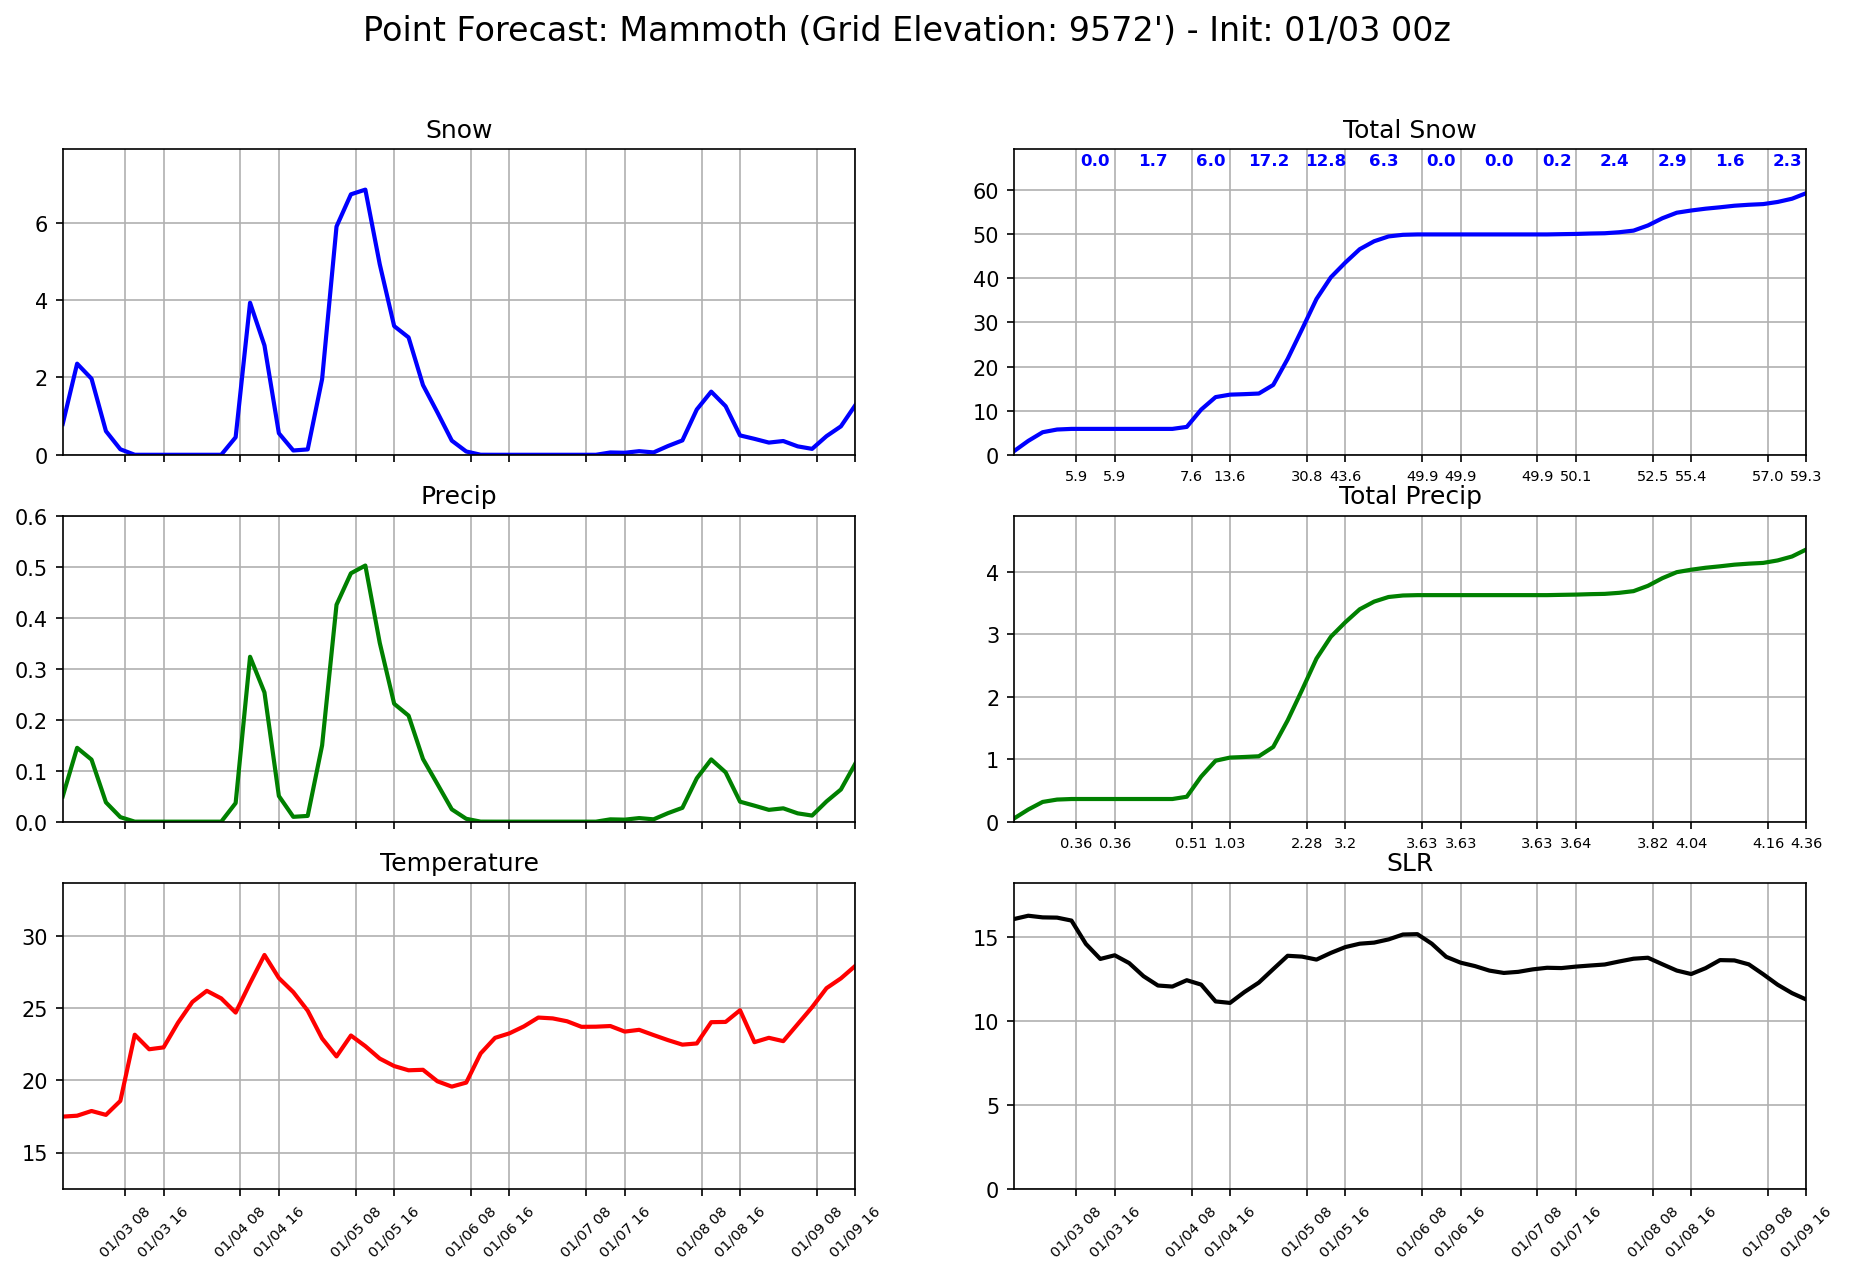 Point Forecast: Mammoth (Grid Elevation: 9572') - Init: 01/03 00z
Snow
6
4
2
0
Total Snow
0.0 1.7 6.0 17.2 12.8 6.3 0.0 0.0 0.2 2.4 2.9 1.6 2.3
60
50
40
30
20
10
0
5.9 5.9 7.6 13.6 30.8 43.6 49.9 49.9 49.9 50.1 52.5 55.4 57.0 59.3
Precip
0.6
0.5
0.4
0.3
0.2
0.1
0.0
Total Precip
4
3
2
1
0
0.36 0.36 0.51 1.03 2.28 3.2 3.63 3.63 3.63 3.64 3.82 4.04 4.16 4.36
Temperature
30
25
20
15
01/03 08 01/03 16 01/04 08 01/04 16 01/05 08 01/05 16 01/06 08 01/06 16 01/07 08 01/07 16 01/08 08 01/08 16 01/09 08 01/09 16
SLR
15
10
5
0
01/03 08 01/03 16 01/04 08 01/04 16 01/05 08 01/05 16 01/06 08 01/06 16 01/07 08 01/07 16 01/08 08 01/08 16 01/09 08 01/09 16